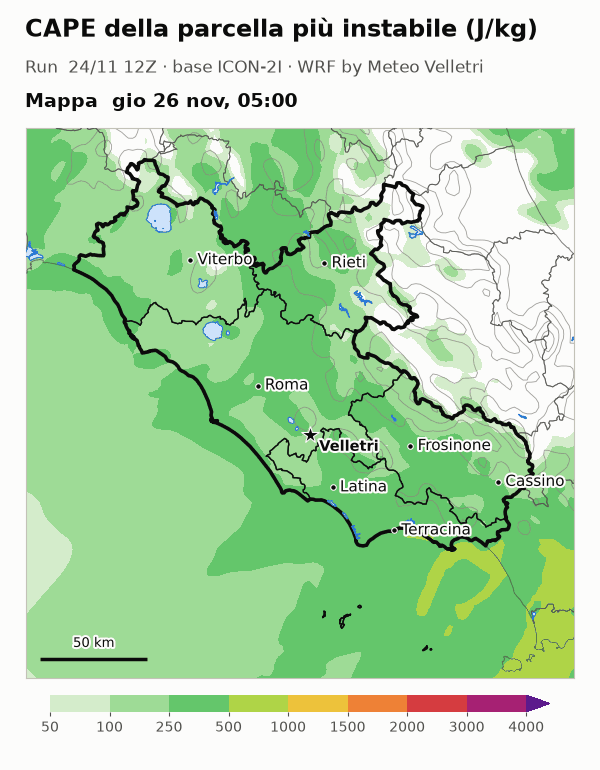 CAPE della parcella più instabile (J/kg)
Run  24/11 12Z · base ICON-2I · WRF by Meteo Velletri
Mappa  gio 26 nov, 05:00
Viterbo
Rieti
Roma
Velletri
Frosinone
Cassino
Latina
Terracina
50 km
50 100 250 500 1000 1500 2000 3000 4000